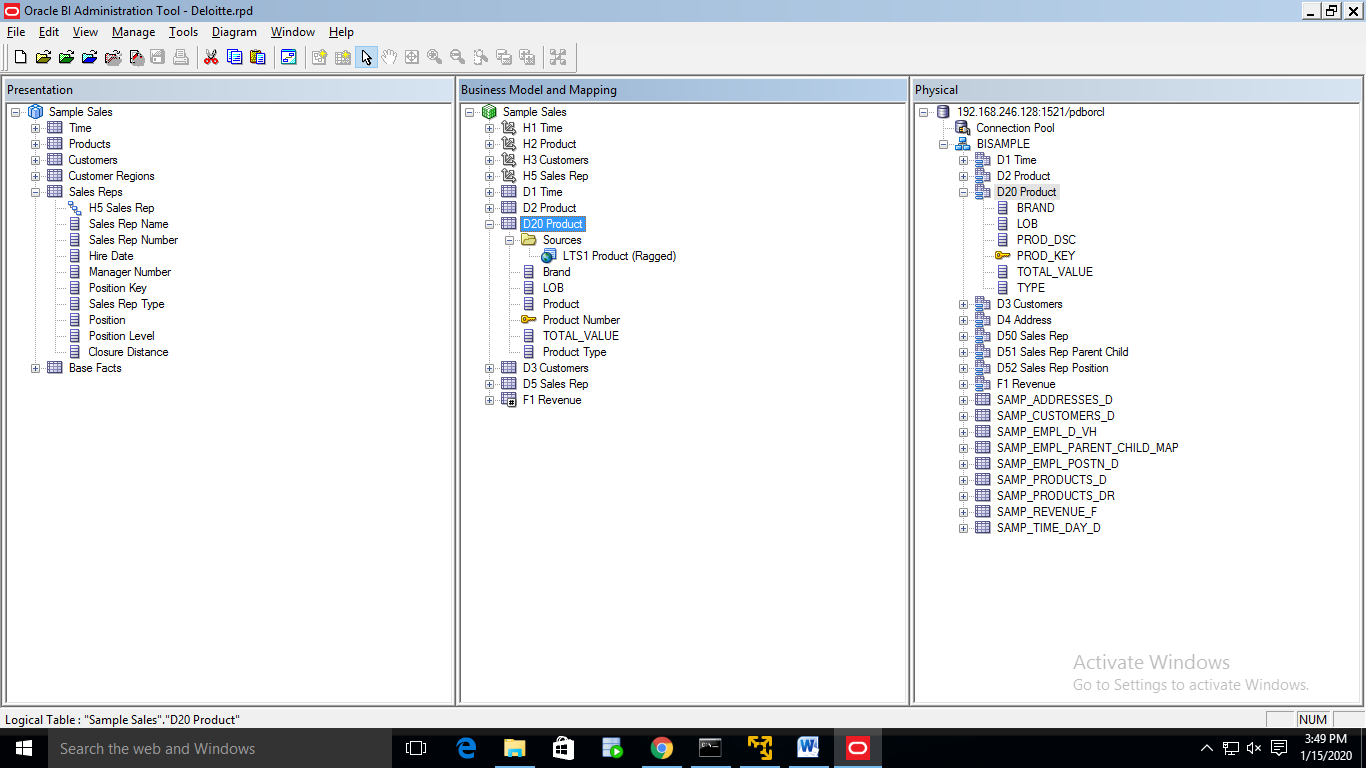 Oracle BI Administration Tool - Deloitte.rpd
File Edit View Manage Tools Diagram Window Help
Presentation
Sample Sales
Time
Products
Customers
Customer Regions
Sales Reps
H5 Sales Rep
Sales Rep Name
Sales Rep Number
Hire Date
Manager Number
Position Key
Sales Rep Type
Position
Position Level
Closure Distance
Base Facts
Business Model and Mapping
Sample Sales
H1 Time
H2 Product
H3 Customers
H5 Sales Rep
D1 Time
D2 Product
D20 Product
Sources
LTS1 Product (Ragged)
Brand
LOB
Product
Product Number
TOTAL_VALUE
Product Type
D3 Customers
D5 Sales Rep
F1 Revenue
Physical
192.168.246.128:1521/pdborcl
Connection Pool
BISAMPLE
D1 Time
D2 Product
D20 Product
BRAND
LOB
PROD_DSC
PROD_KEY
TOTAL_VALUE
TYPE
D3 Customers
D4 Address
D50 Sales Rep
D51 Sales Rep Parent Child
D52 Sales Rep Position
F1 Revenue
SAMP_ADDRESSES_D
SAMP_CUSTOMERS_D
SAMP_EMPL_D_VH
SAMP_EMPL_PARENT_CHILD_MAP
SAMP_EMPL_POSTN_D
SAMP_PRODUCTS_D
SAMP_PRODUCTS_DR
SAMP_REVENUE_F
SAMP_TIME_DAY_D
Activate Windows
Go to Settings to activate Windows.
Logical Table : "Sample Sales"."D20 Product"
NUM
Search the web and Windows
3:49 PM
1/15/2020